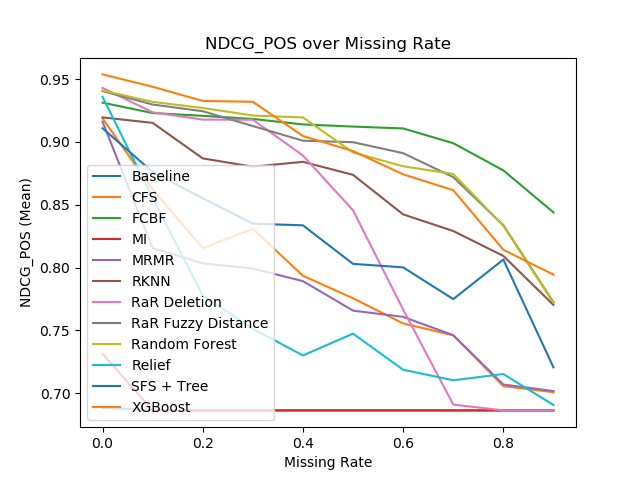 NDCG_POS over Missing Rate
NDCG_POS (Mean)
0.95
0.90
0.85
0.80
0.75
0.70
Baseline
CFS
FCBF
MI
MRMR
RKNN
RaR Deletion
RaR Fuzzy Distance
Random Forest
Relief
SFS + Tree
XGBoost
0.0 0.2 0.4 0.6 0.8
Missing Rate